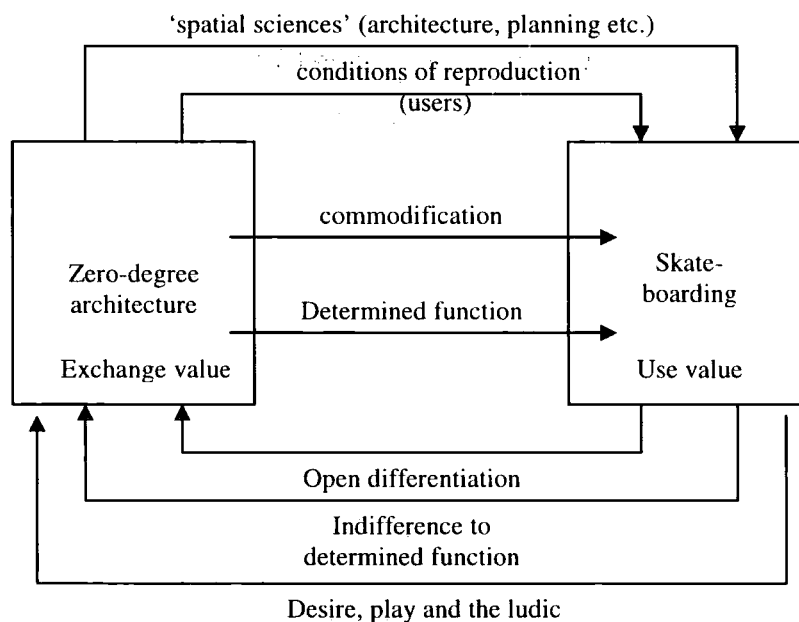 ‘spatial sciences’ (architecture, planning etc.)
conditions of reproduction
(users)
commodification
Zero-degree
architecture
Skate-
boarding
Determined function
Exchange value
Use value
Open differentiation
Indifference to
determined function
Desire, play and the ludic